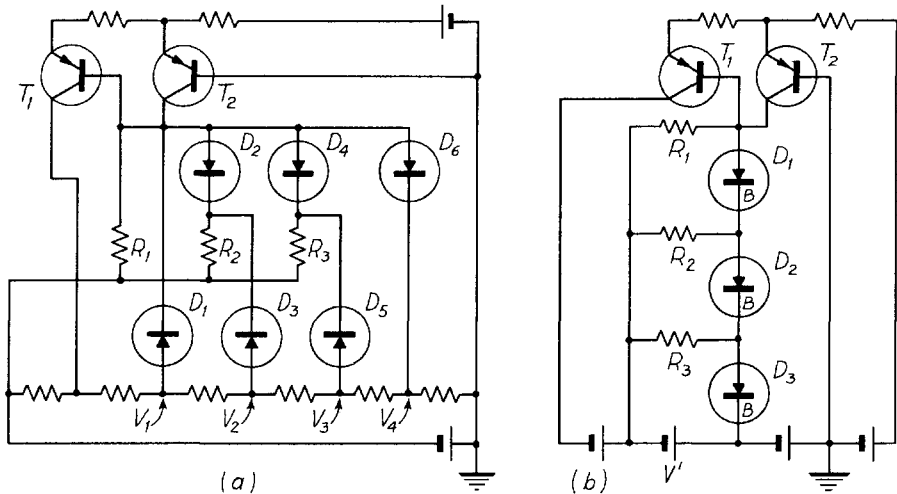 T1 T2
D2 D4 D6
R1 R2 R3
D1 D3 D5
V1 V2 V3 V4
(a)
T1 T2
R1 D1
B
R2 D2
B
R3 D3
B
V'
(b)